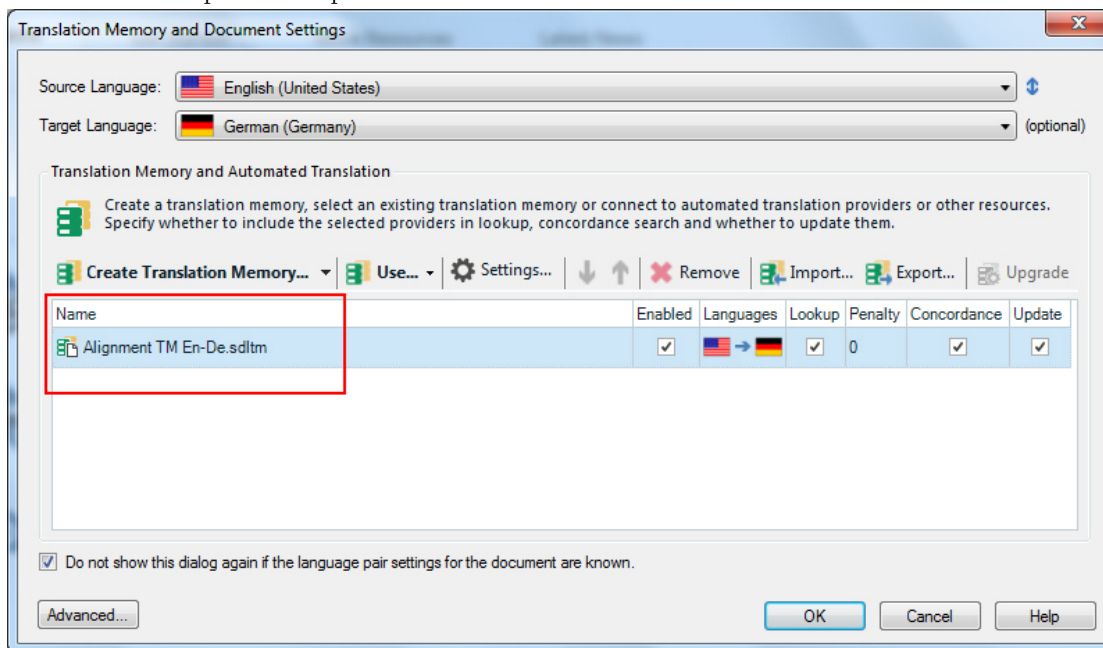 Translation Memory and Document Settings
Source Language: English (United States)
Target Language: German (Germany) (optional)
Translation Memory and Automated Translation
Create a translation memory, select an existing translation memory or connect to automated translation providers or other resources.
Specify whether to include the selected providers in lookup, concordance search and whether to update them.
Create Translation Memory... Use... Settings... Remove Import... Export... Upgrade
Name Enabled Languages Lookup Penalty Concordance Update
Alignment TM En-De.sdltm 0
Do not show this dialog again if the language pair settings for the document are known.
Advanced... OK Cancel Help